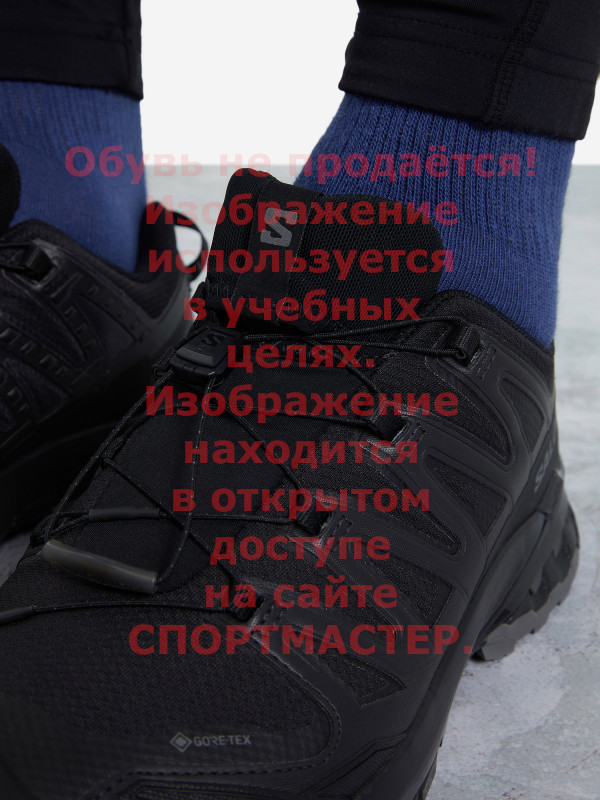 Обувь не продаётся!
Изображение
используется
в учебных
целях.
Изображение
находится
в открытом
доступе
на сайте
СПОРТМАСТЕР.
GORE-TEX